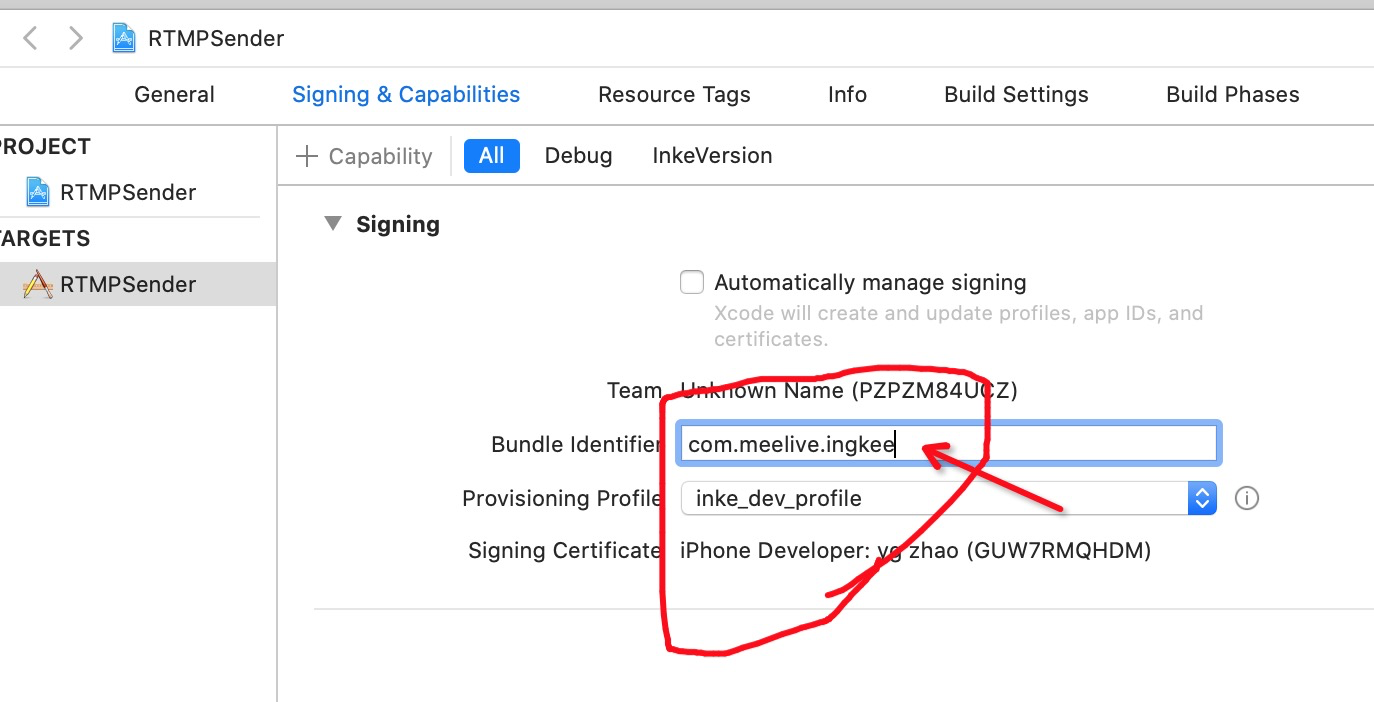 RTMPSender
General Signing & Capabilities Resource Tags Info Build Settings Build Phases
ROJECT
RTMPSender
ARGETS
RTMPSender
Capability All Debug InkeVersion
Signing
Automatically manage signing
Xcode will create and update profiles, app IDs, and
certificates.
Team Unknown Name (PZPZM84UCZ)
Bundle Identifier com.meelive.ingkee
Provisioning Profile inke_dev_profile
Signing Certificate iPhone Developer: yg zhao (GUW7RMQHDM)